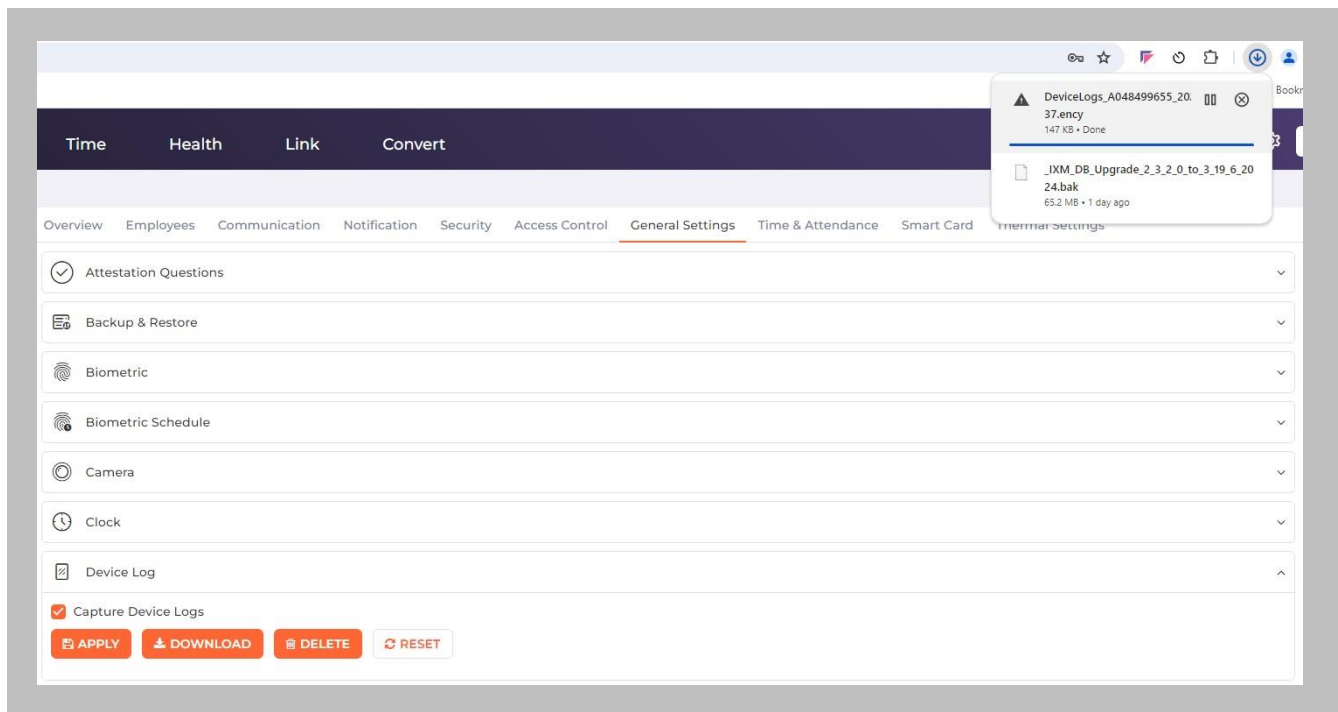 Bookr
DeviceLogs_A048499655_20.
37.ency
147 KB • Done
Time Health Link Convert
_IXM_DB_Upgrade_2_3_2_0_to_3_19_6_20
24.bak
65.2 MB • 1 day ago
Overview Employees Communication Notification Security Access Control General Settings Time & Attendance Smart Card Thermal Settings
Attestation Questions
Backup & Restore
Biometric
Biometric Schedule
Camera
Clock
Device Log
Capture Device Logs
APPLY DOWNLOAD DELETE RESET